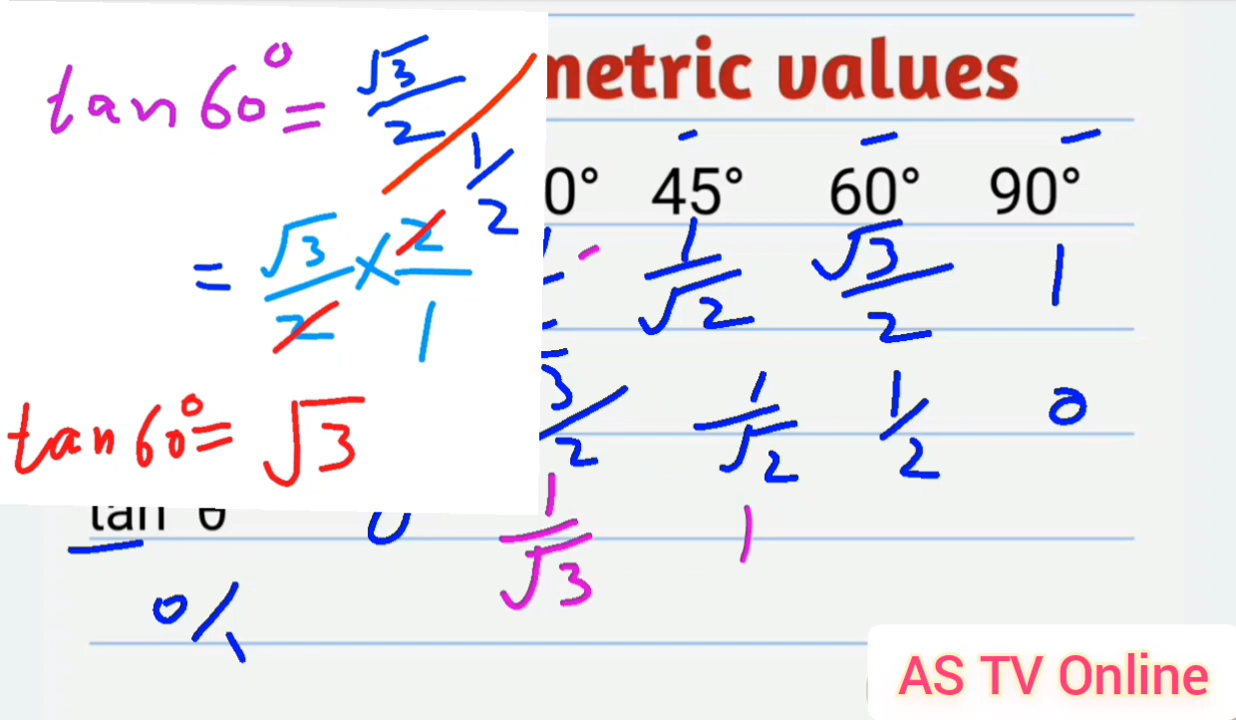 tan 60° = √3/2 / 1/2
= √3/2 × 2/1
tan 60° = √3
metric values
0° 45° 60° 90°
1/√2 √3/2 1
3/2 1/√2 1/2 0
tan θ 0 1/√3 1
0/1
AS TV Online